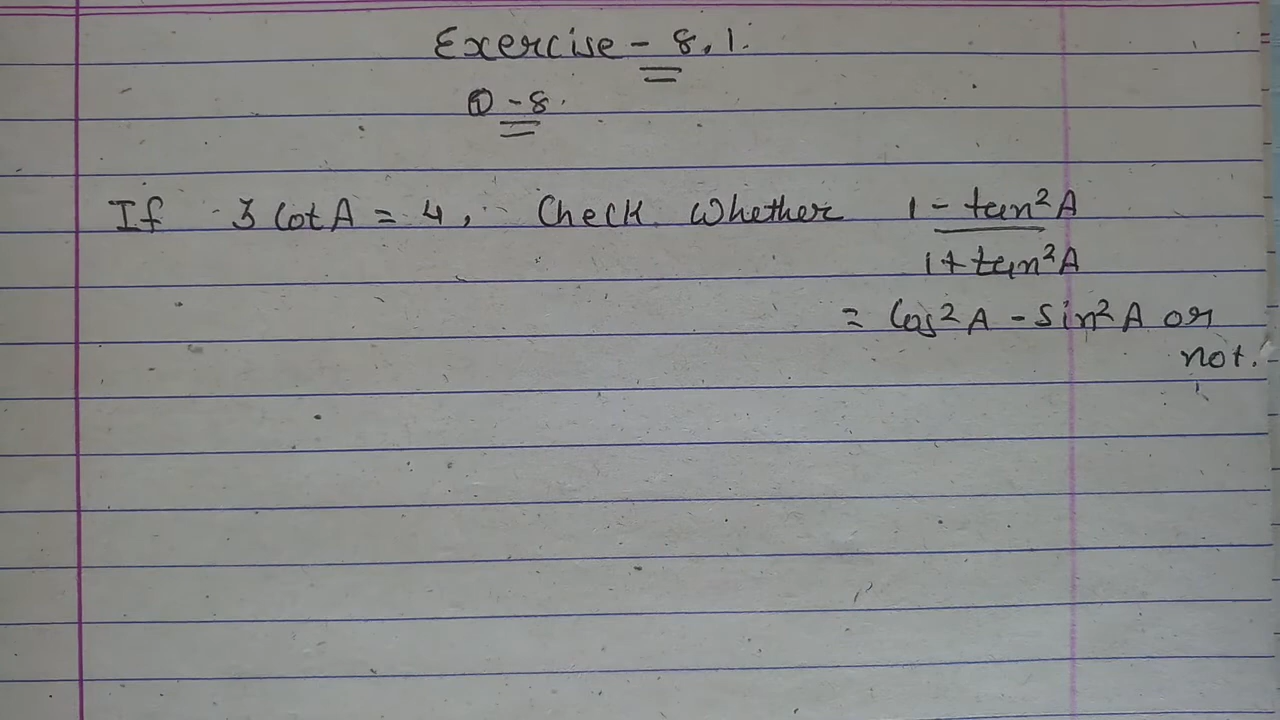 Exercise - 8.1.
Q - 8.
If 3 cot A = 4, Check whether 1 - tan²A
1 + tan²A
= Cos²A - Sin²A or
not.